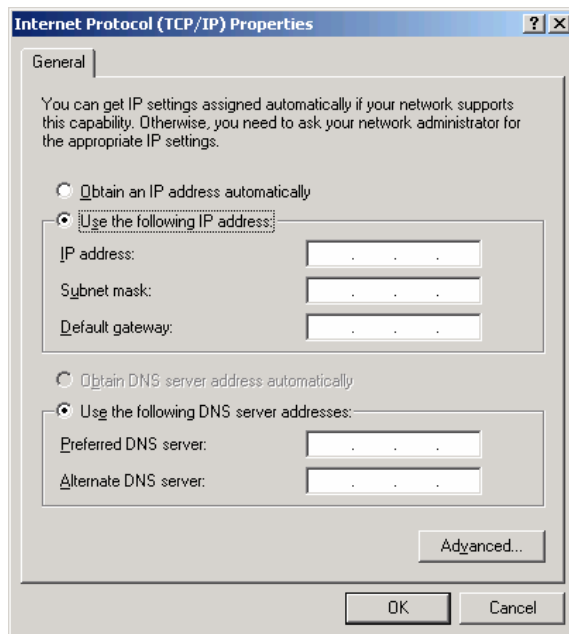 Internet Protocol (TCP/IP) Properties
General
You can get IP settings assigned automatically if your network supports
this capability. Otherwise, you need to ask your network administrator for
the appropriate IP settings.
Obtain an IP address automatically
Use the following IP address:
IP address:
Subnet mask:
Default gateway:
Obtain DNS server address automatically
Use the following DNS server addresses:
Preferred DNS server:
Alternate DNS server:
Advanced...
OK Cancel